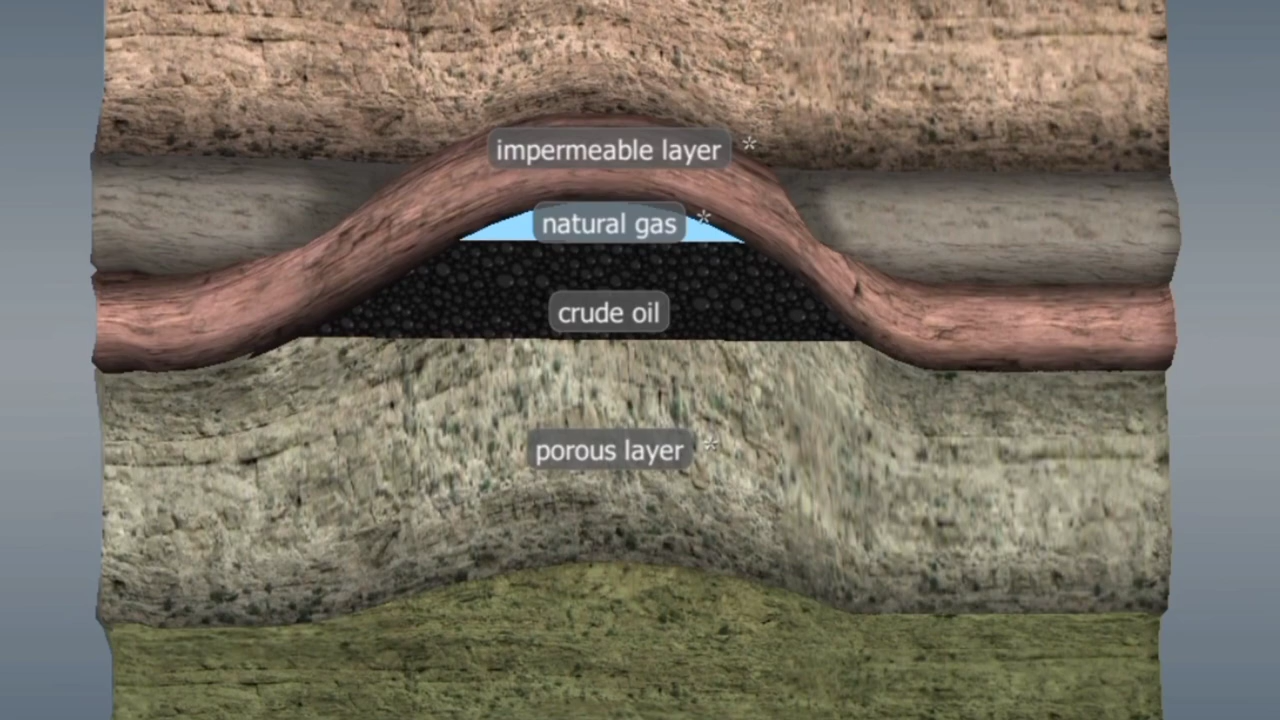 impermeable layer *
natural gas *
crude oil
porous layer *